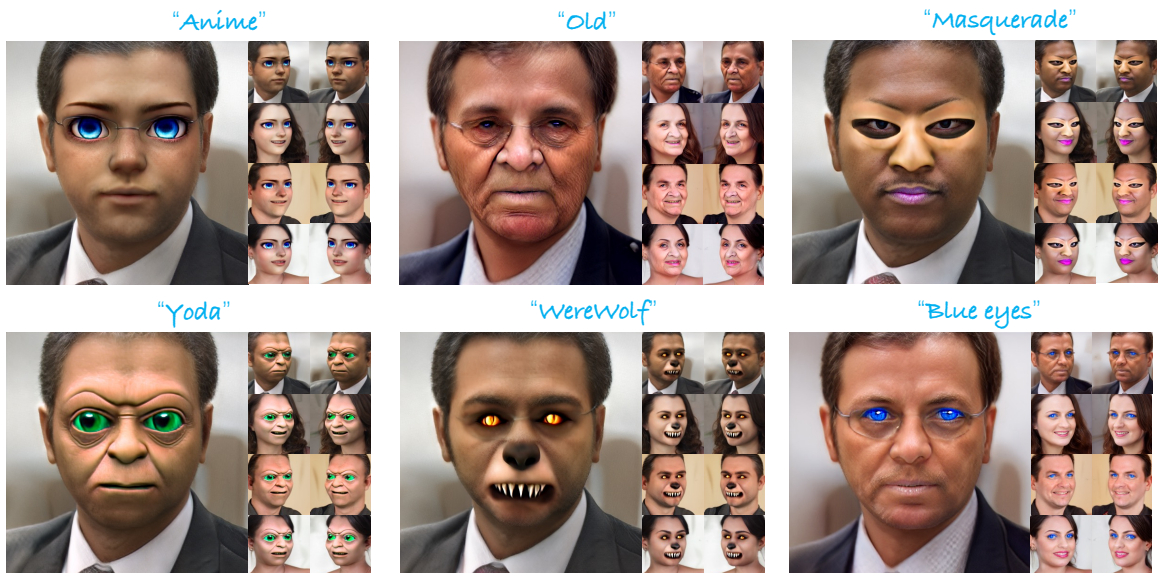 "Anime"
"Old"
"Masquerade"
"Yoda"
"WereWolf"
"Blue eyes"